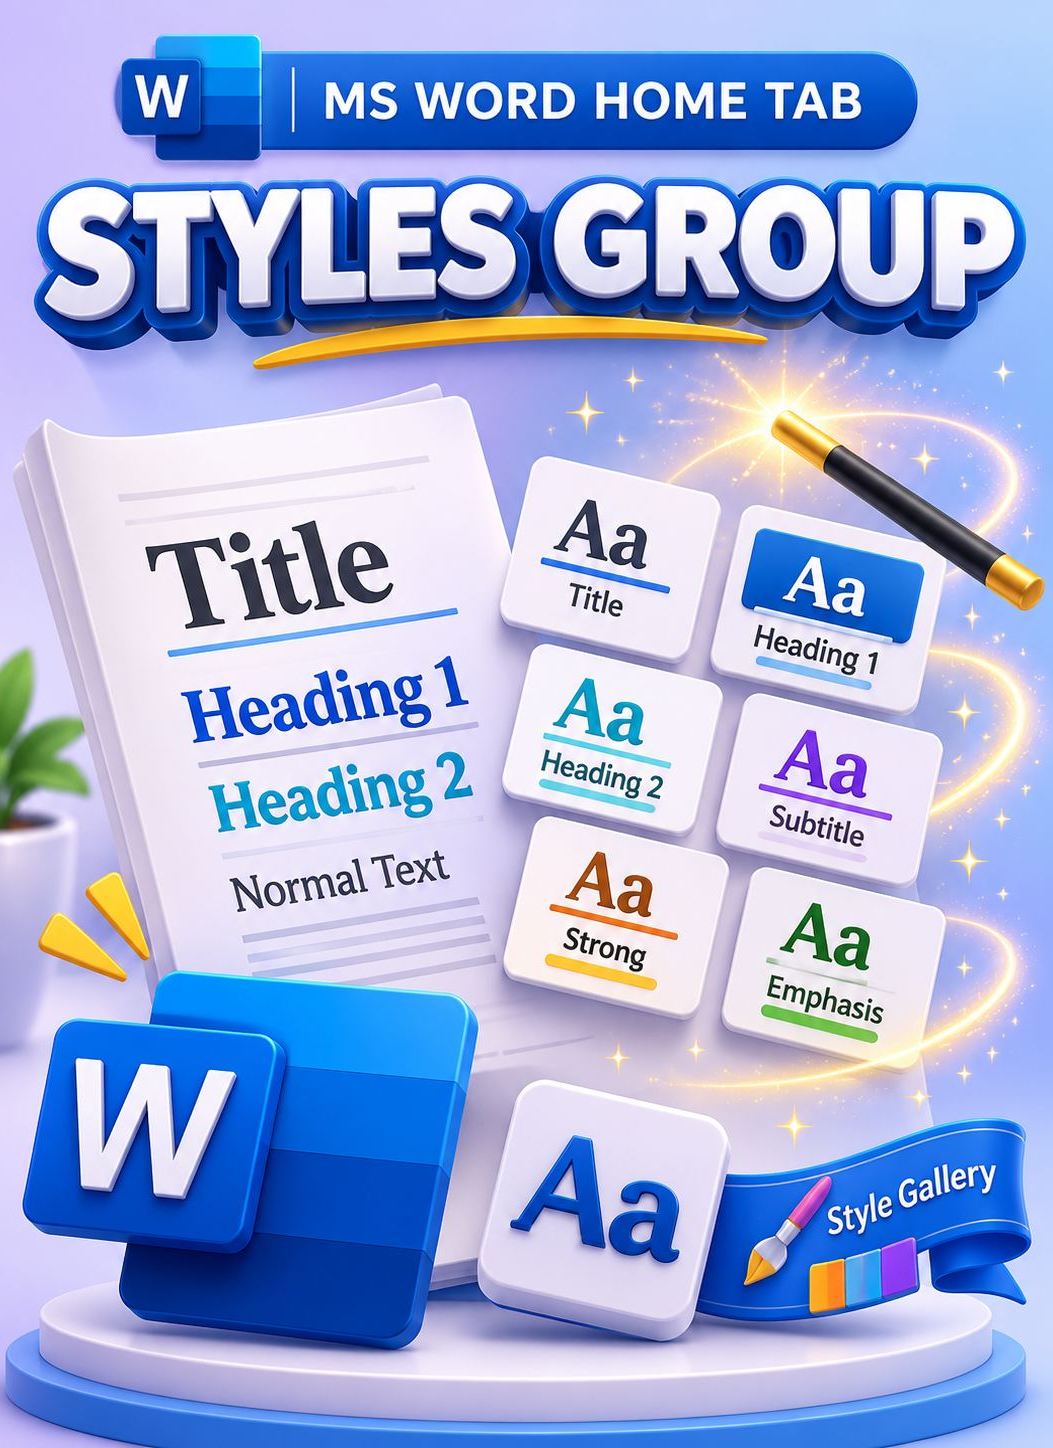 W
MS WORD HOME TAB
STYLES GROUP
Title
Heading 1
Heading 2
Normal Text
Aa
Title
Aa
Heading 1
Aa
Heading 2
Aa
Subtitle
Aa
Strong
Aa
Emphasis
W
Aa
Style Gallery